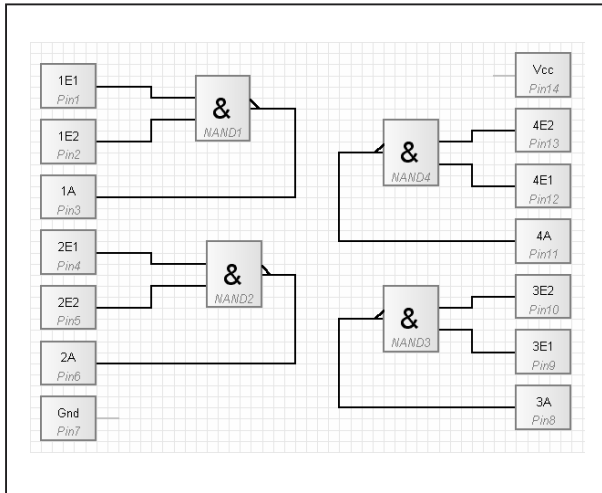 1E1
Pin1
1E2
Pin2
1A
Pin3
2E1
Pin4
2E2
Pin5
2A
Pin6
Gnd
Pin7
&
NAND1
&
NAND2
&
NAND4
&
NAND3
Vcc
Pin14
4E2
Pin13
4E1
Pin12
4A
Pin11
3E2
Pin10
3E1
Pin9
3A
Pin8